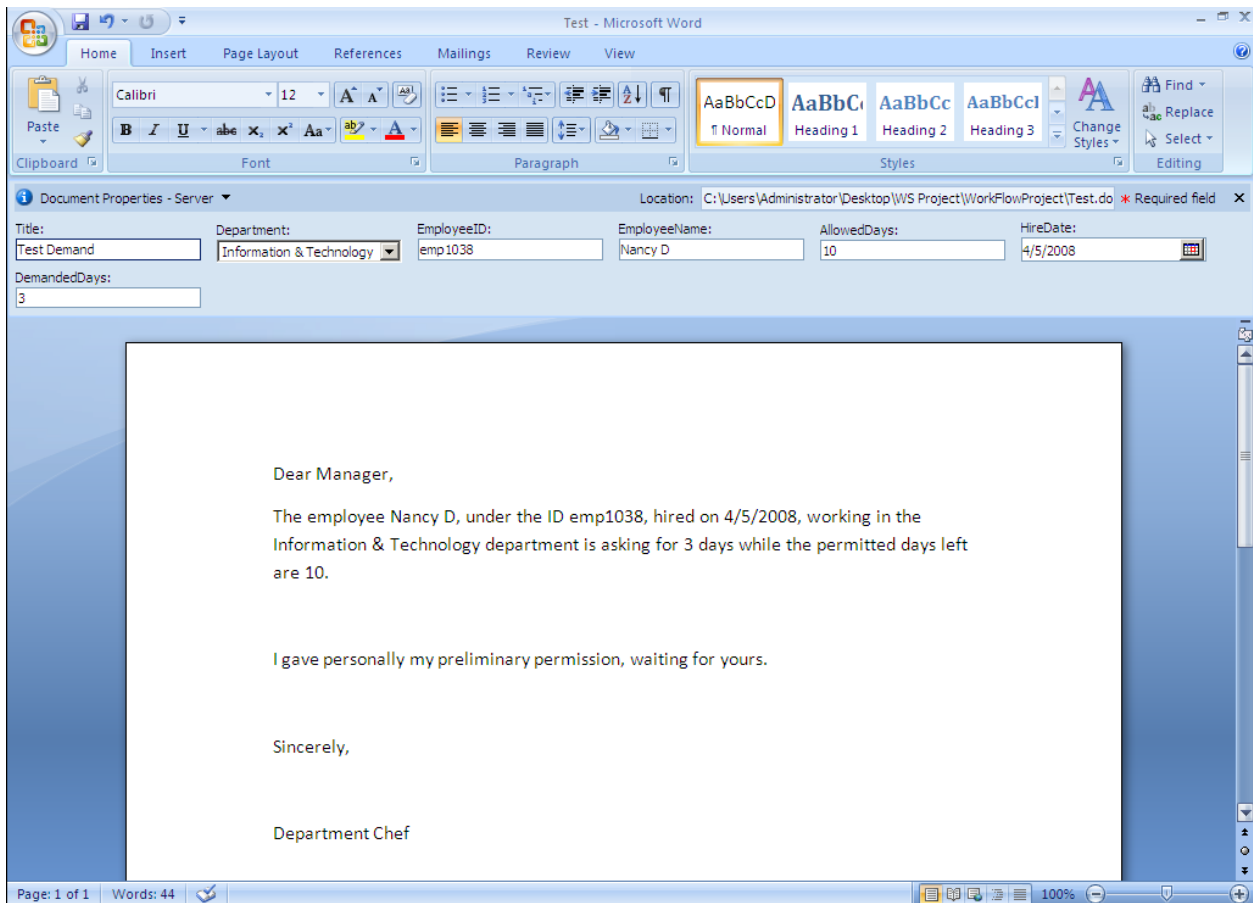 Test - Microsoft Word
Home Insert Page Layout References Mailings Review View
Paste
Calibri 12
AaBbCcD AaBbC AaBbCc AaBbCcI
¶ Normal Heading 1 Heading 2 Heading 3
Change Styles
Find
Replace
Select
B I U abc X₂ X² Aa ab A
Clipboard Font Paragraph Styles Editing
Document Properties - Server Location: C:\Users\Administrator\Desktop\WS Project\WorkFlowProject\Test.do * Required field
Title: Department: EmployeeID: EmployeeName: AllowedDays: HireDate:
Test Demand Information & Technology emp1038 Nancy D 10 4/5/2008
DemandedDays:
3
Dear Manager,
The employee Nancy D, under the ID emp1038, hired on 4/5/2008, working in the
Information & Technology department is asking for 3 days while the permitted days left
are 10.
I gave personally my preliminary permission, waiting for yours.
Sincerely,
Department Chef
Page: 1 of 1 Words: 44 100%